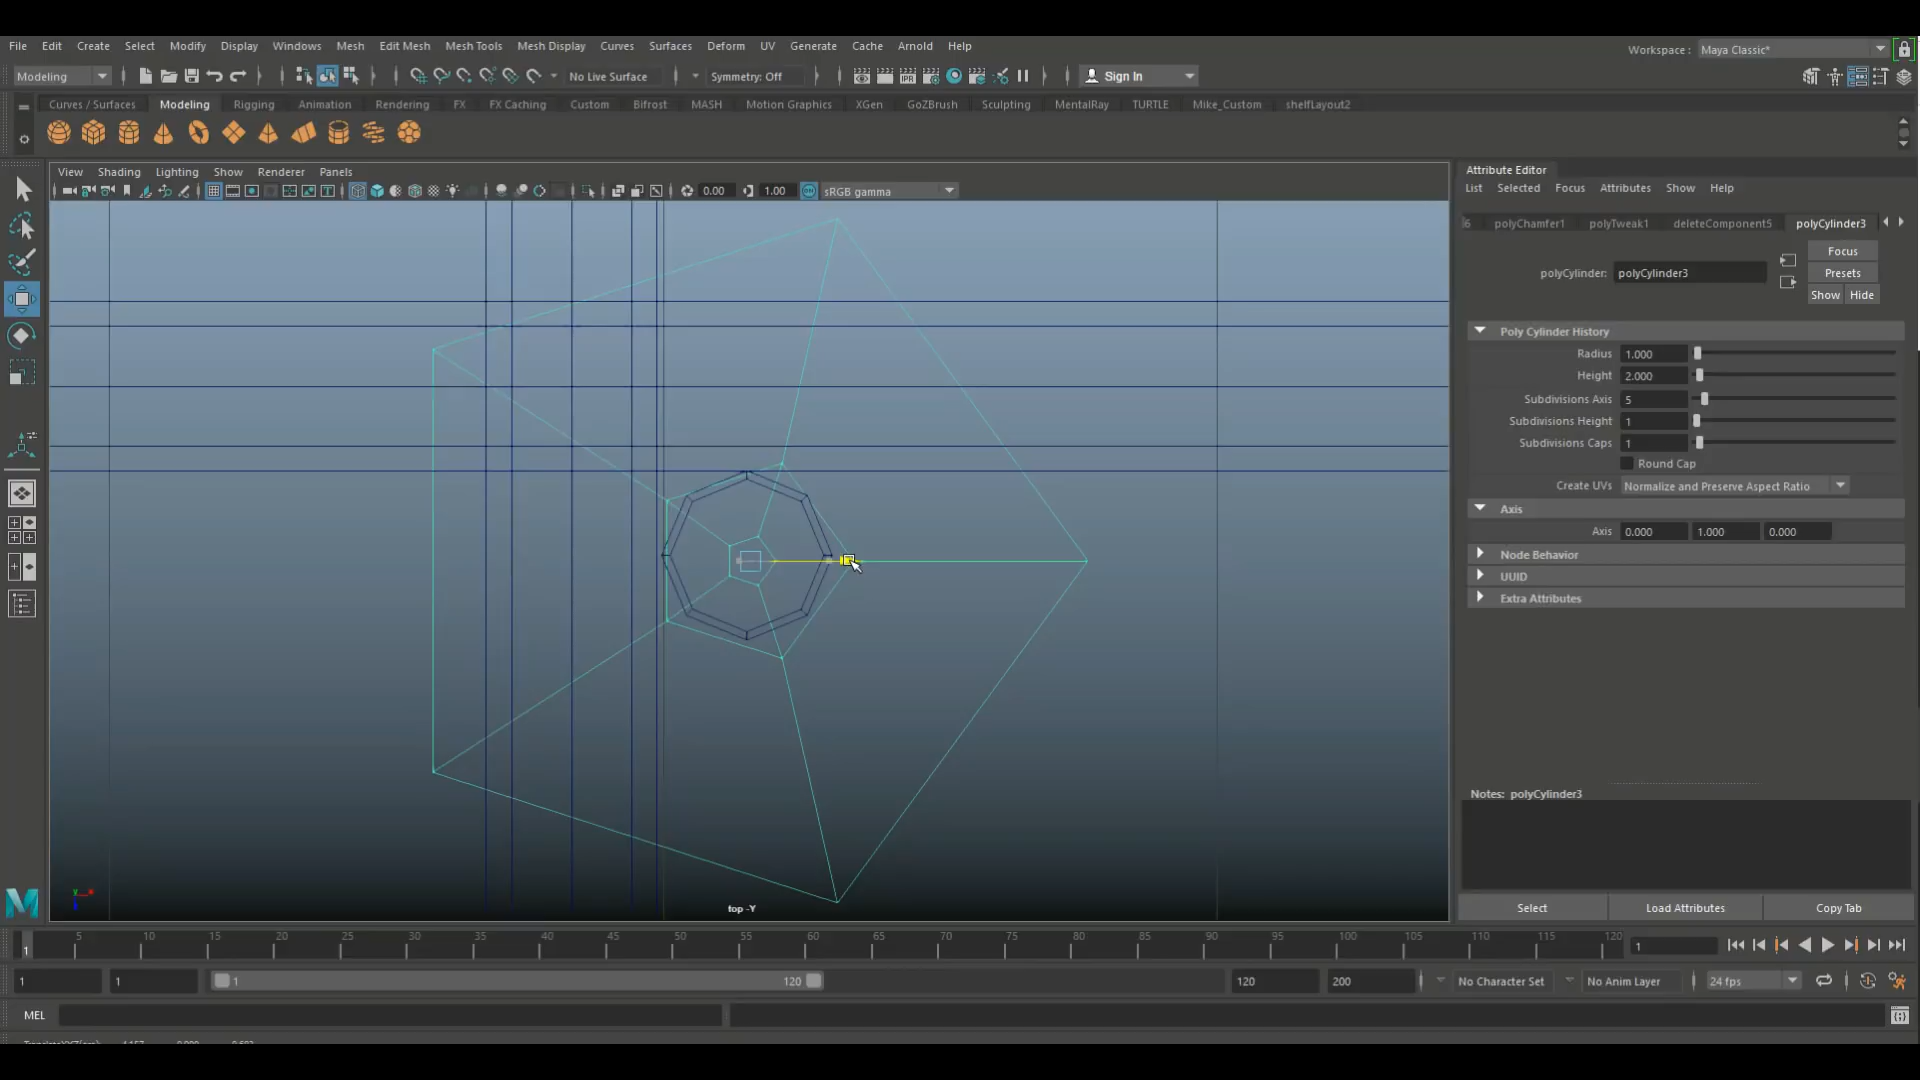 File Edit Create Select Modify Display Windows Mesh Edit Mesh Mesh Tools Mesh Display Curves Surfaces Deform UV Generate Cache Arnold Help
Workspace : Maya Classic*
Modeling No Live Surface Symmetry: Off Sign In
Curves / Surfaces Modeling Rigging Animation Rendering FX FX Caching Custom Bifrost MASH Motion Graphics XGen GoZBrush Sculpting MentalRay TURTLE Mike_Custom shelfLayout2
View Shading Lighting Show Renderer Panels
0.00 1.00 sRGB gamma
top -Y
Attribute Editor
List Selected Focus Attributes Show Help
6 polyChamfer1 polyTweak1 deleteComponent5 polyCylinder3
Focus
polyCylinder: polyCylinder3
Presets
Show Hide
Poly Cylinder History
Radius 1.000
Height 2.000
Subdivisions Axis 5
Subdivisions Height 1
Subdivisions Caps 1
Round Cap
Create UVs Normalize and Preserve Aspect Ratio
Axis
Axis 0.000 1.000 0.000
Node Behavior
UUID
Extra Attributes
Notes: polyCylinder3
Select Load Attributes Copy Tab
1 5 10 15 20 25 30 35 40 45 50 55 60 65 70 75 80 85 90 95 100 105 110 115 120 1
1 1 1 120 120 200 No Character Set No Anim Layer 24 fps
MEL